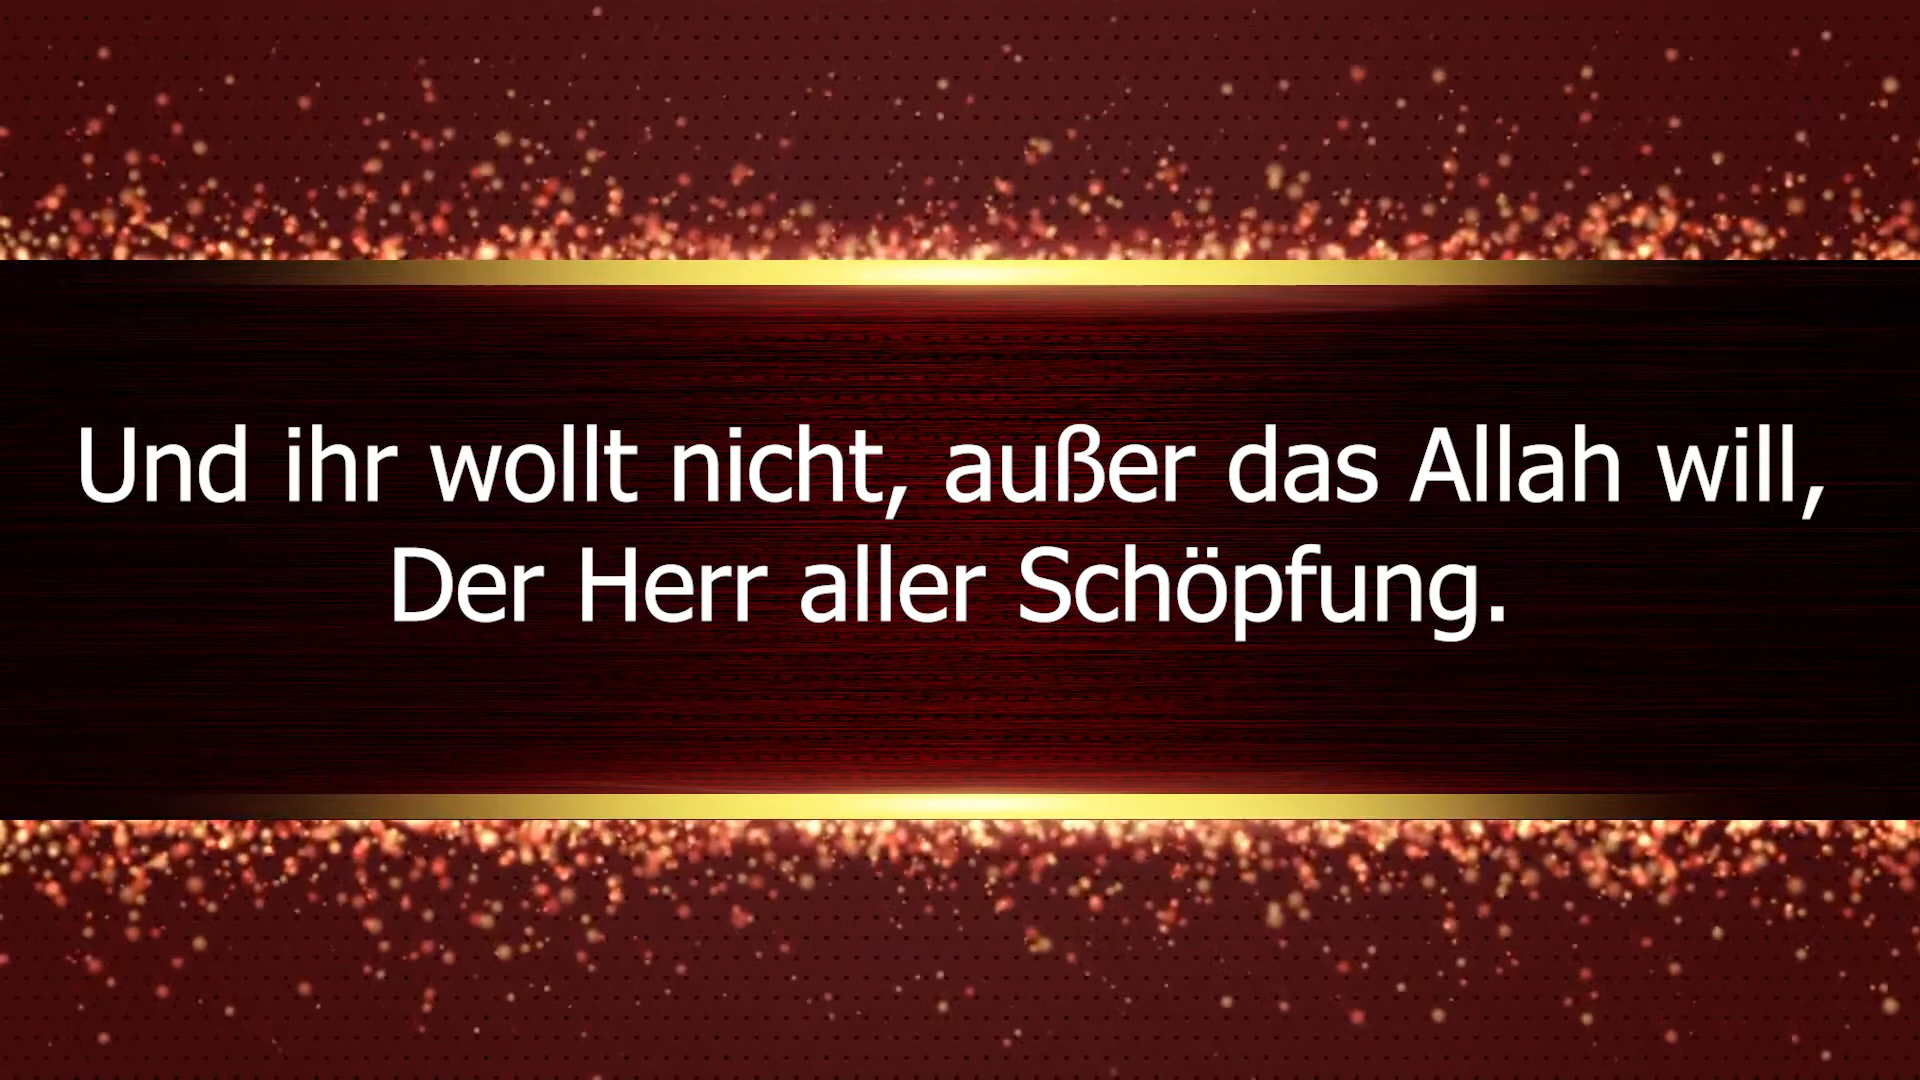 Und ihr wollt nicht, außer das Allah will,
Der Herr aller Schöpfung.